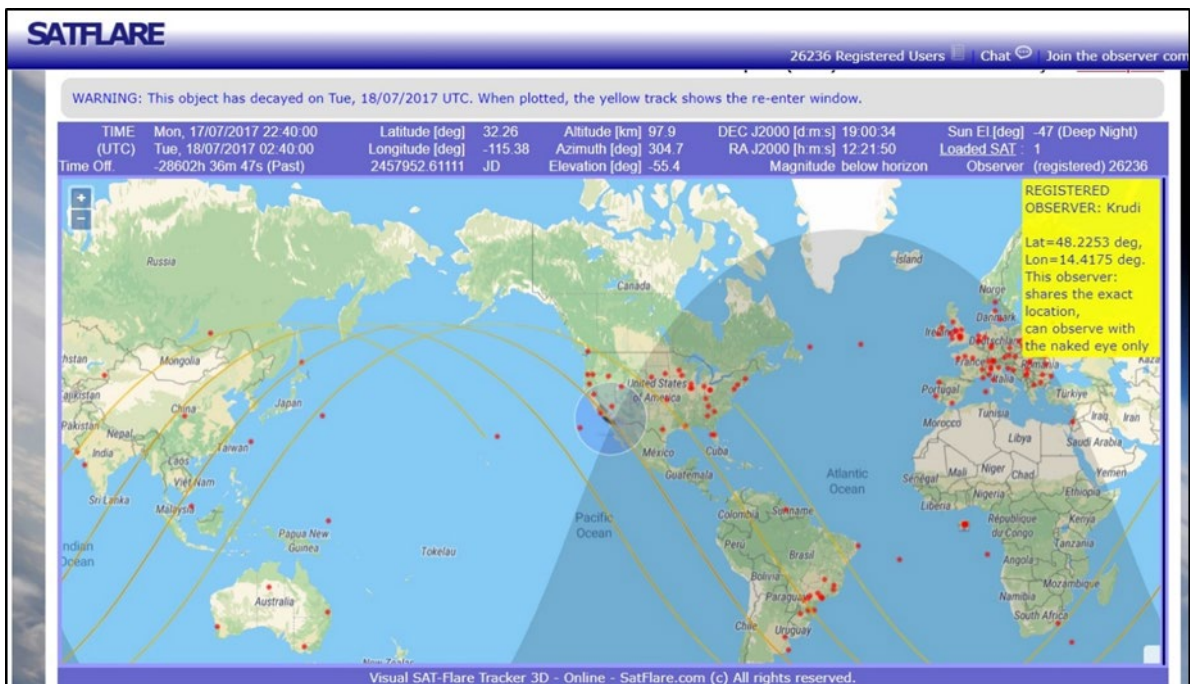 SATFLARE
26236 Registered Users Chat Join the observer com
WARNING: This object has decayed on Tue, 18/07/2017 UTC. When plotted, the yellow track shows the re-enter window.
TIME Mon, 17/07/2017 22:40:00 Latitude [deg] 32.26 Altitude [km] 97.9 DEC J2000 [d:m:s] 19:00:34 Sun El.[deg] -47 (Deep Night)
(UTC) Tue, 18/07/2017 02:40:00 Longitude [deg] -115.38 Azimuth [deg] 304.7 RA J2000 [h:m:s] 12:21:50 Loaded SAT : 1
Time Off. -28602h 36m 47s (Past) 2457952.61111 JD Elevation [deg] -55.4 Magnitude below horizon Observer (registered) 26236
+
−
REGISTERED
OBSERVER: Krudi
Lat=48.2253 deg,
Lon=14.4175 deg.
This observer:
shares the exact
location,
can observe with
the naked eye only
Russia
Canada
Ísland
Norge
Danmark
Deutschland
France
România
Italia
Portugal
Türkiye
Mongolia
China
Japan
Pakistan
Nepal
India
Taiwan
Laos
Việt Nam
Sri Lanka
Malaysia
United States
of America
México
Cuba
Guatemala
Morocco
Tunisia
Iraq
Iran
Libya
Saudi Arabia
Atlantic
Ocean
Mali
Niger
Chad
Yemen
Nigeria
Ethiopia
Liberia
République
du Congo
Kenya
Tanzania
Angola
Mozambique
Namibia
South Africa
Colombia
Suriname
Perú
Brasil
Bolivia
Paraguay
Chile
Uruguay
Pacific
Ocean
Papua New
Guinea
Tokelau
Australia
Visual SAT-Flare Tracker 3D - Online - SatFlare.com (c) All rights reserved.